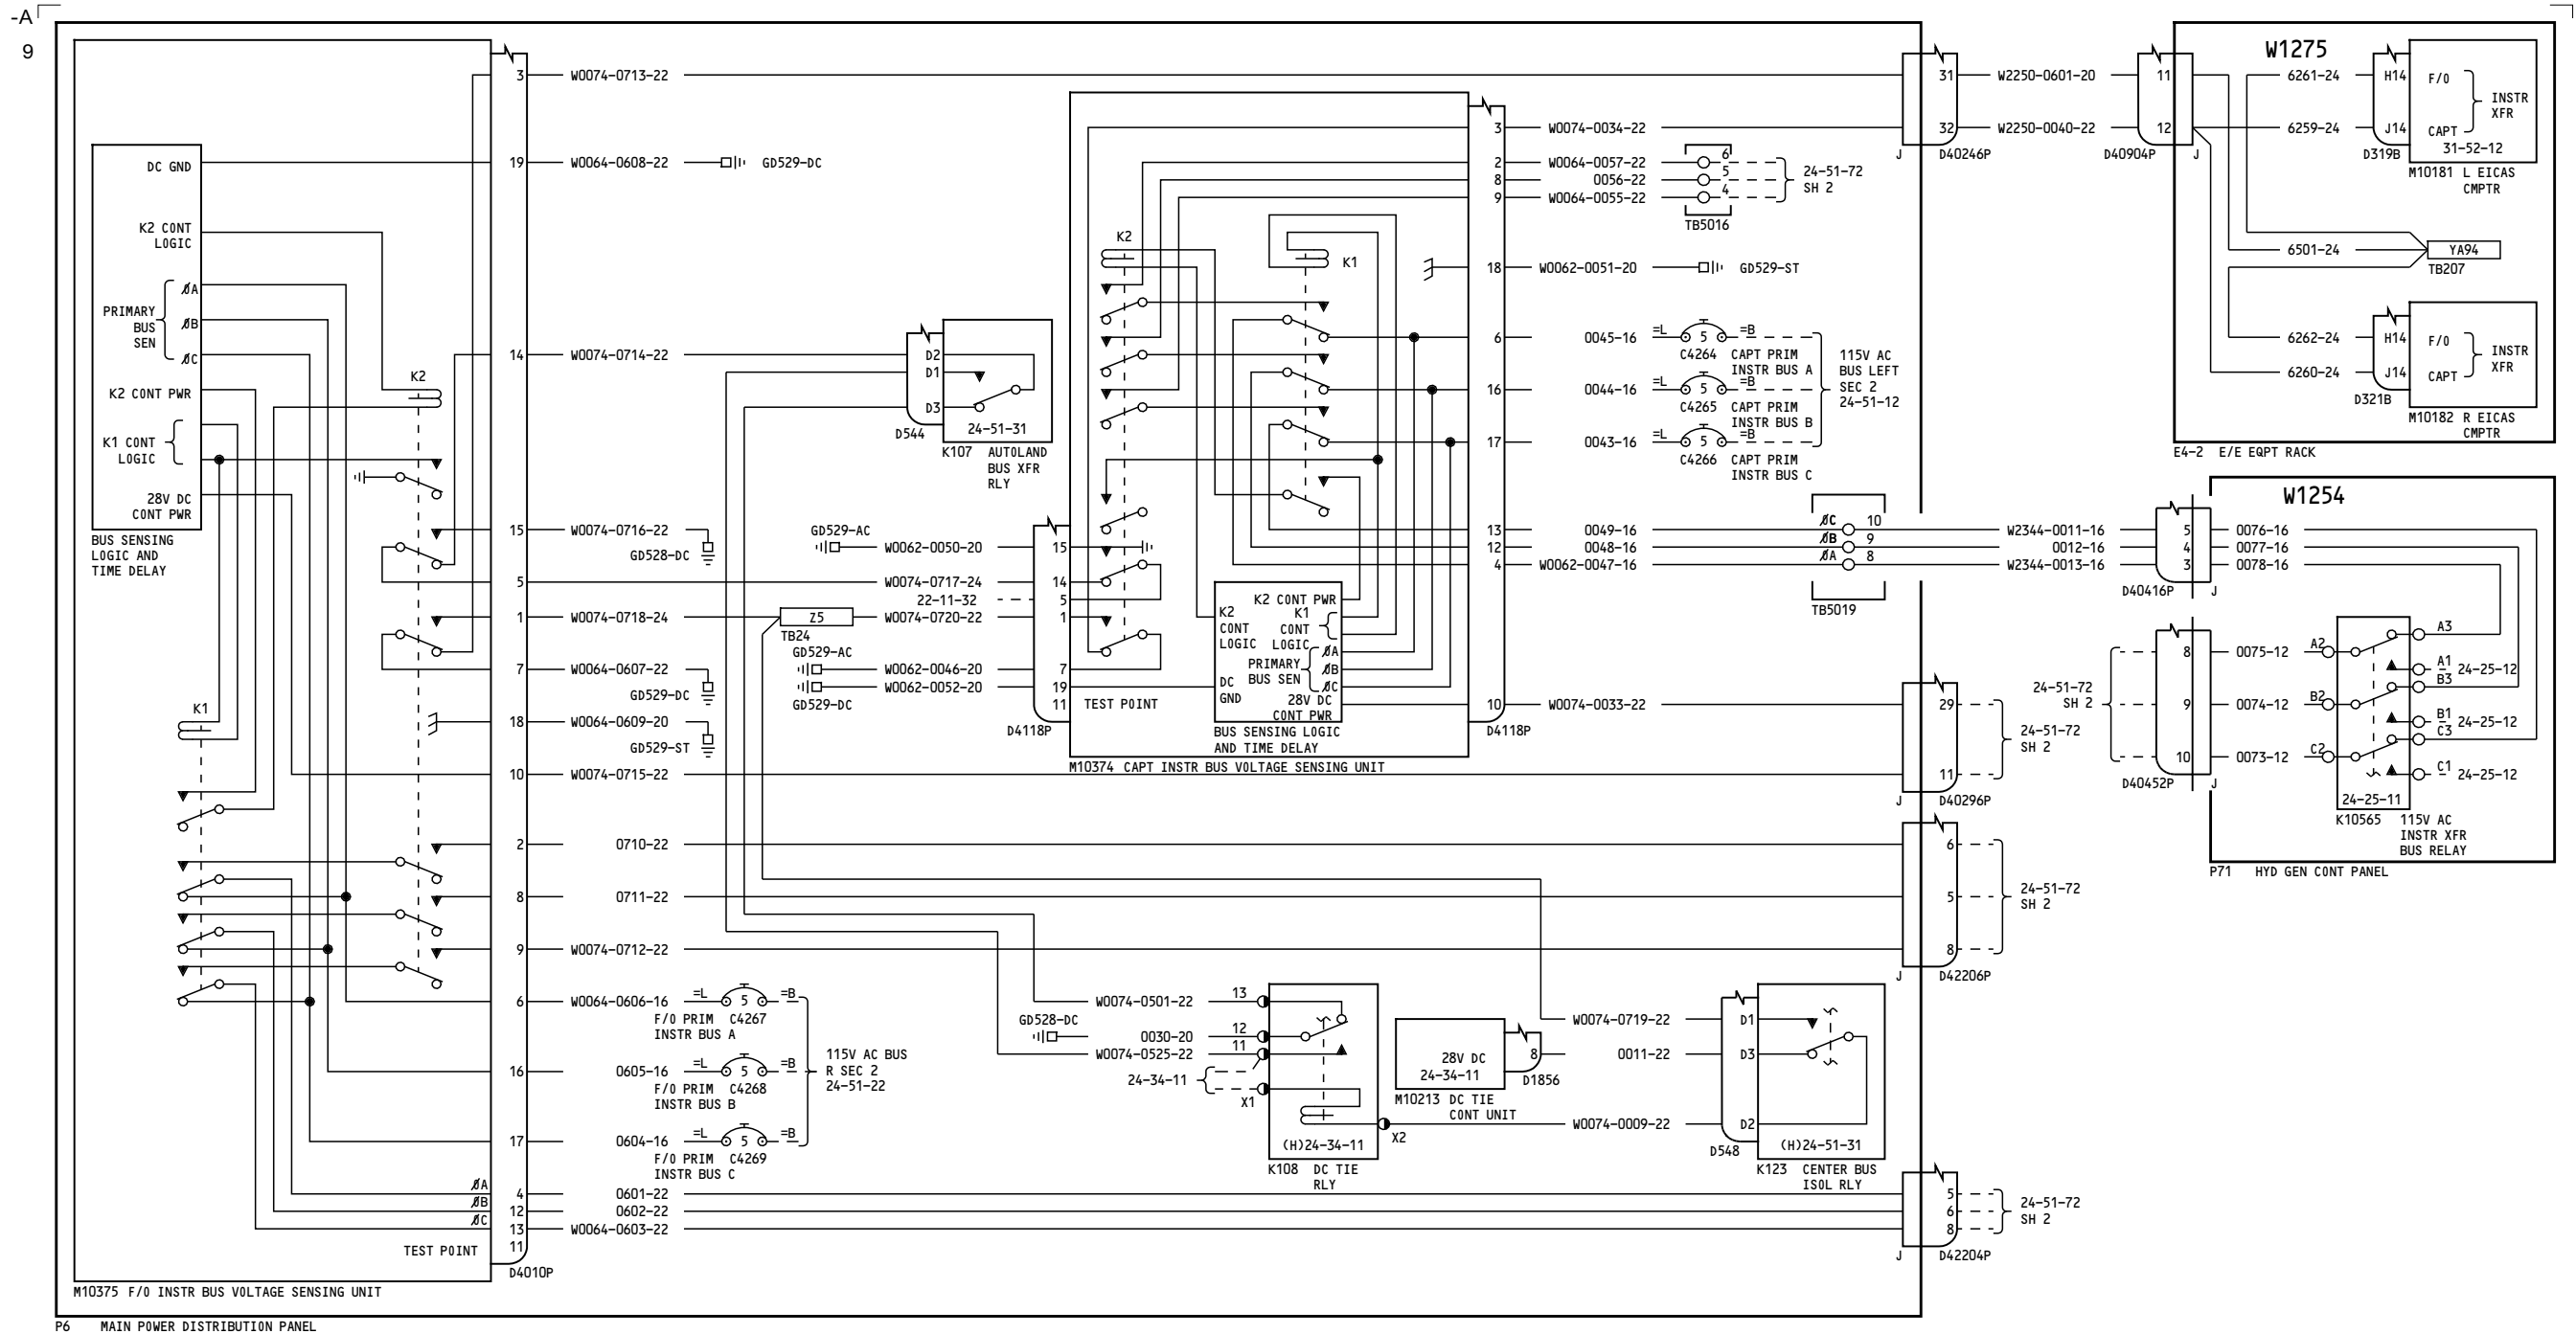 -A
9
DC GND
K2 CONT
LOGIC
ØA
PRIMARY
BUS
SEN
ØB
ØC
K2 CONT PWR
K1 CONT
LOGIC
28V DC
CONT PWR
BUS SENSING
LOGIC AND
TIME DELAY
K2
K1
3
19
14
15
5
1
7
18
10
2
8
9
6
16
17
ØA
ØB
ØC
4
12
13
11
TEST POINT
D4010P
M10375 F/O INSTR BUS VOLTAGE SENSING UNIT
P6 MAIN POWER DISTRIBUTION PANEL
W0074-0713-22
W0064-0608-22
GD529-DC
W0074-0714-22
W0074-0716-22
GD528-DC
W0074-0718-24
W0064-0607-22
GD529-DC
W0064-0609-20
GD529-ST
W0074-0715-22
0710-22
0711-22
W0074-0712-22
W0064-0606-16
=L 5 =B
F/O PRIM C4267
INSTR BUS A
0605-16
=L 5 =B
F/O PRIM C4268
INSTR BUS B
0604-16
=L 5 =B
F/O PRIM C4269
INSTR BUS C
115V AC BUS
R SEC 2
24-51-22
0601-22
0602-22
W0064-0603-22
D2
D1
D3
D544
24-51-31
K107 AUTOLAND
BUS XFR
RLY
GD529-AC
W0062-0050-20
W0074-0717-24
22-11-32
Z5
TB24
W0074-0720-22
GD529-AC
W0062-0046-20
W0062-0052-20
GD529-DC
15
14
5
1
7
19
11
D4118P
TEST POINT
K2
K1
K2 CONT PWR
K2
CONT
LOGIC
K1
CONT
LOGIC
ØA
PRIMARY
BUS SEN
ØB
ØC
DC
GND
28V DC
CONT PWR
BUS SENSING LOGIC
AND TIME DELAY
M10374 CAPT INSTR BUS VOLTAGE SENSING UNIT
3
2
8
9
18
6
16
17
13
12
4
10
D4118P
W0074-0034-22
W0064-0057-22
0056-22
W0064-0055-22
6
5
4
TB5016
24-51-72
SH 2
W0062-0051-20
GD529-ST
0045-16
=L 5 =B
C4264 CAPT PRIM
INSTR BUS A
0044-16
=L 5 =B
C4265 CAPT PRIM
INSTR BUS B
0043-16
=L 5 =B
C4266 CAPT PRIM
INSTR BUS C
115V AC
BUS LEFT
SEC 2
24-51-12
0049-16
0048-16
W0062-0047-16
ØC 10
ØB 9
ØA 8
TB5019
W0074-0033-22
31
32
J D40246P
29
11
J D40296P
24-51-72
SH 2
6
5
8
J D42206P
24-51-72
SH 2
5
6
8
J D42204P
24-51-72
SH 2
W0074-0501-22
GD528-DC
0030-20
W0074-0525-22
24-34-11
13
12
11
X1
X2
(H)24-34-11
K108 DC TIE
RLY
28V DC
24-34-11
8
D1856
M10213 DC TIE
CONT UNIT
W0074-0719-22
0011-22
W0074-0009-22
D1
D3
D2
D548
(H)24-51-31
K123 CENTER BUS
ISOL RLY
W2250-0601-20
W2250-0040-22
11
12
D40904P J
W1275
6261-24
6259-24
6501-24
6262-24
6260-24
H14
J14
D319B
F/O
CAPT
INSTR
XFR
31-52-12
M10181 L EICAS
CMPTR
YA94
TB207
H14
J14
D321B
F/O
CAPT
INSTR
XFR
M10182 R EICAS
CMPTR
E4-2 E/E EQPT RACK
W1254
W2344-0011-16
0012-16
W2344-0013-16
5
4
3
D40416P J
0076-16
0077-16
0078-16
24-51-72
SH 2
8
9
10
D40452P J
0075-12
0074-12
0073-12
A2
B2
C2
A3
A1 24-25-12
B3
B1 24-25-12
C3
C1 24-25-12
24-25-11
K10565 115V AC
INSTR XFR
BUS RELAY
P71 HYD GEN CONT PANEL